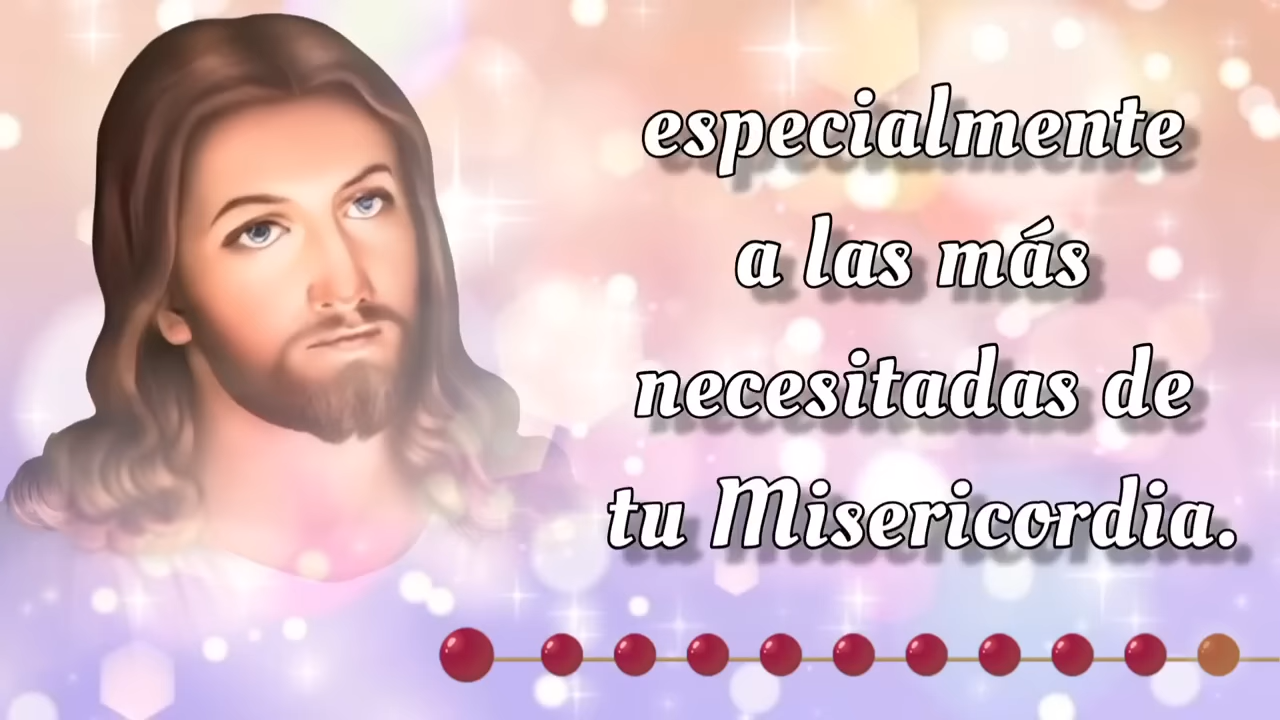 especialmente
a las más
necesitadas de
tu Misericordia.